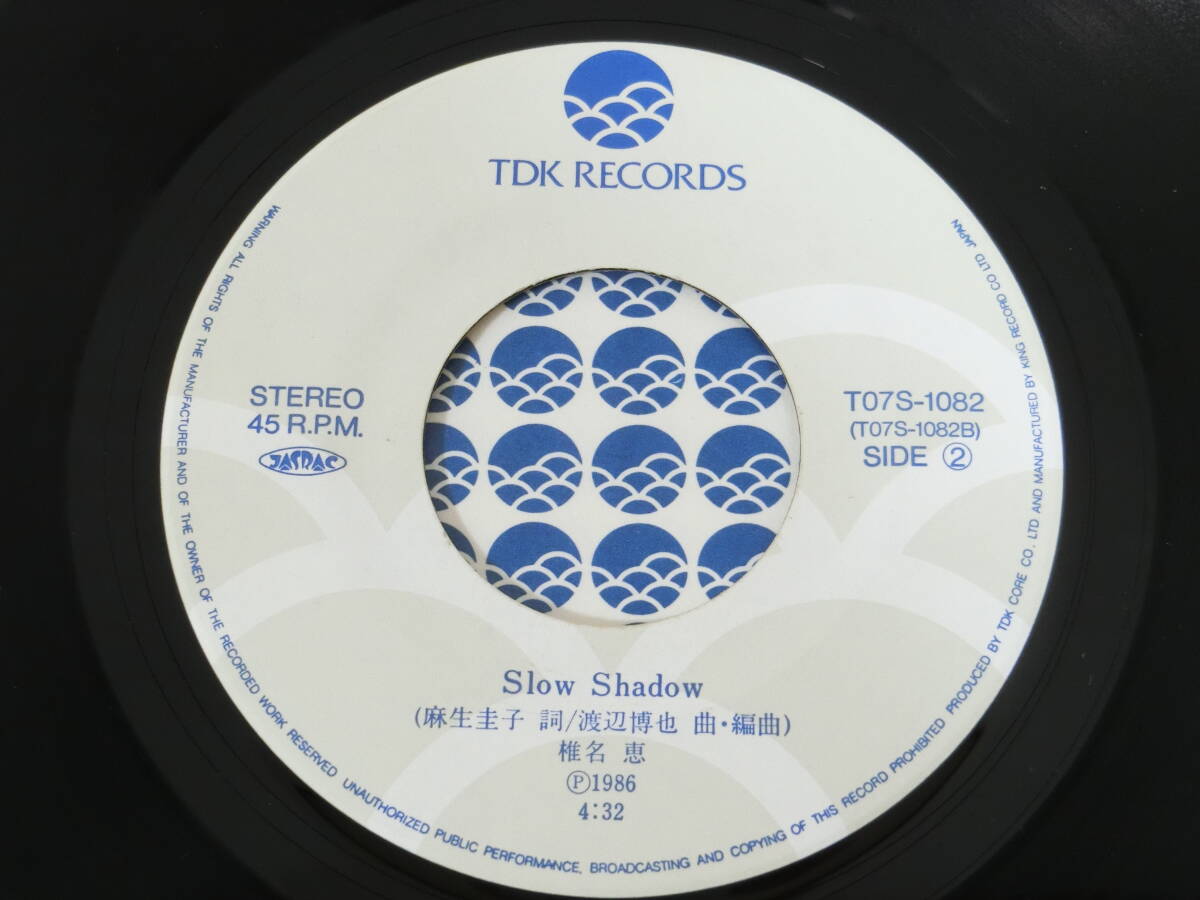 TDK RECORDS
STEREO
45 R.P.M.
JASRAC
T07S-1082
(T07S-1082B)
SIDE ②
Slow Shadow
(麻生圭子 詞/渡辺博也 曲・編曲)
椎名 恵
Ⓟ1986
4:32
WARNING ALL RIGHTS OF THE MANUFACTURER AND OF THE OWNER OF THE RECORDED WORK RESERVED UNAUTHORIZED PUBLIC PERFORMANCE, BROADCASTING AND COPYING OF THIS RECORD PROHIBITED PRODUCED BY TDK CORE CO., LTD AND MANUFACTURED BY KING RECORD CO LTD JAPAN